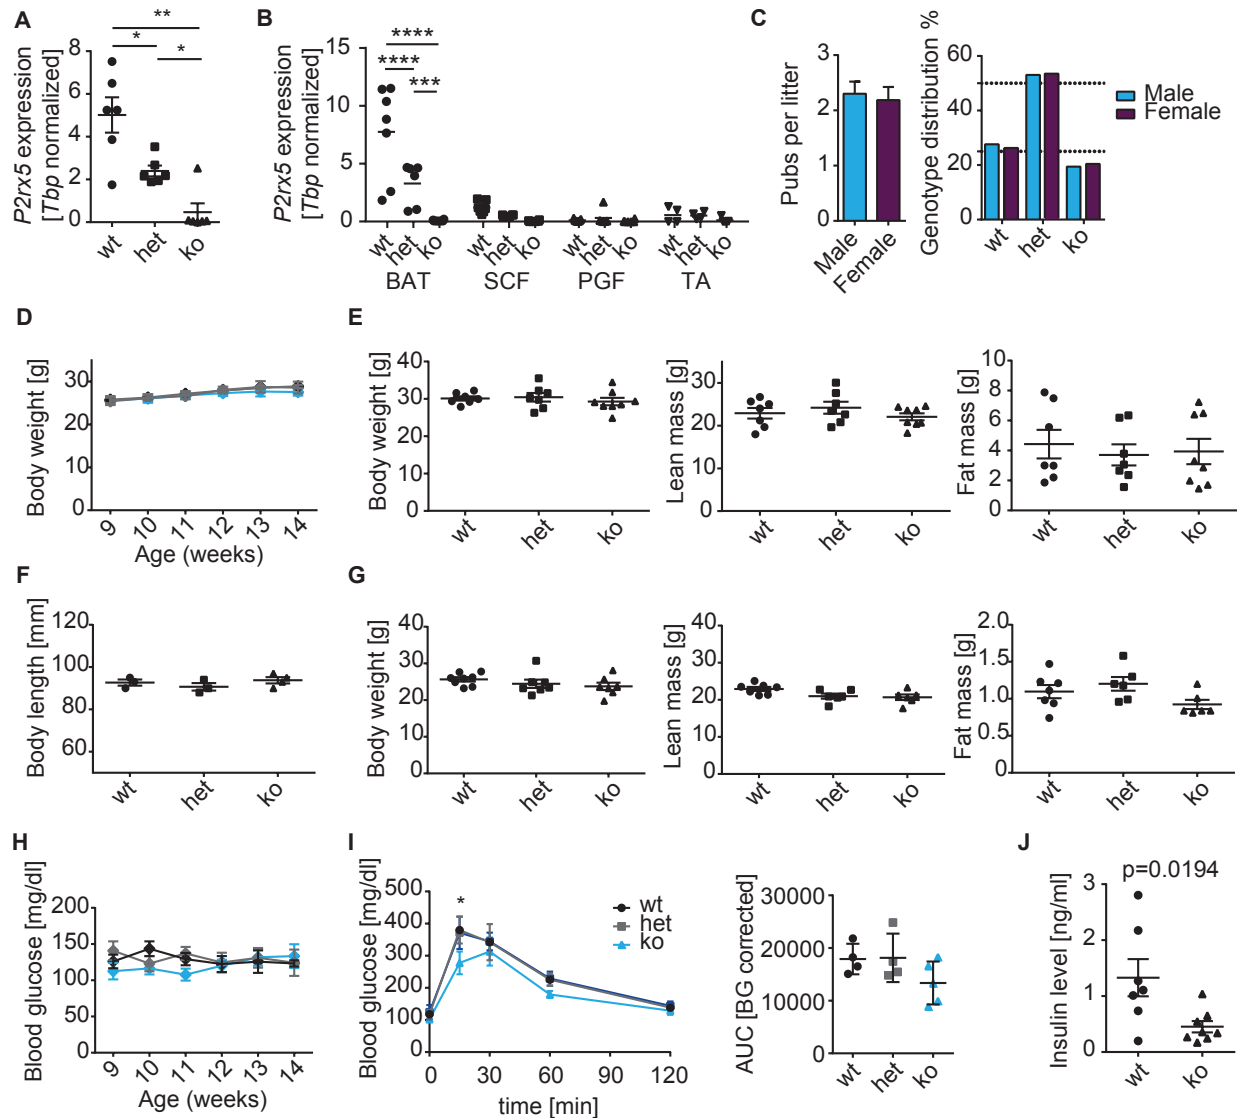 A
P2rx5 expression
[Tbp normalized]
8
6
4
2
0
**
*
*
wt
het
ko
B
P2rx5 expression
[Tbp normalized]
15
10
5
0
****
****
***
wt
het
ko
wt
het
ko
wt
het
ko
wt
het
ko
BAT
SCF
PGF
TA
C
Pubs per litter
3
2
1
0
Male
Female
Genotype distribution %
60
40
20
0
wt
het
ko
Male
Female
D
Body weight [g]
30
20
10
0
9
10
11
12
13
14
Age (weeks)
E
Body weight [g]
40
30
20
10
0
wt
het
ko
Lean mass [g]
30
20
10
0
wt
het
ko
Fat mass [g]
10
8
6
4
2
0
wt
het
ko
F
Body length [mm]
120
100
80
60
wt
het
ko
G
Body weight [g]
40
30
20
10
0
wt
het
ko
Lean mass [g]
40
30
20
10
0
wt
het
ko
Fat mass [g]
2.0
1.5
1.0
0.5
0
wt
het
ko
H
Blood glucose [mg/dl]
200
150
100
50
0
9
10
11
12
13
14
Age (weeks)
I
Blood glucose [mg/dl]
500
400
300
200
100
0
*
wt
het
ko
0
30
60
90
120
time [min]
AUC [BG corrected]
30000
20000
10000
0
wt
het
ko
J
p=0.0194
Insulin level [ng/ml]
3
2
1
0
wt
ko